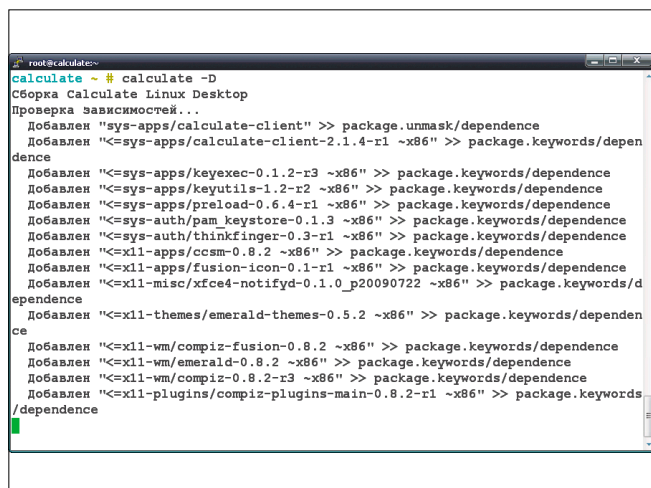 root@calculate:~
calculate ~ # calculate -D
Сборка Calculate Linux Desktop
Проверка зависимостей...
Добавлен "sys-apps/calculate-client" >> package.unmask/dependence
Добавлен "<=sys-apps/calculate-client-2.1.4-r1 ~x86" >> package.keywords/depen
dence
Добавлен "<=sys-apps/keyexec-0.1.2-r3 ~x86" >> package.keywords/dependence
Добавлен "<=sys-apps/keyutils-1.2-r2 ~x86" >> package.keywords/dependence
Добавлен "<=sys-apps/preload-0.6.4-r1 ~x86" >> package.keywords/dependence
Добавлен "<=sys-auth/pam_keystore-0.1.3 ~x86" >> package.keywords/dependence
Добавлен "<=sys-auth/thinkfinger-0.3-r1 ~x86" >> package.keywords/dependence
Добавлен "<=x11-apps/ccsm-0.8.2 ~x86" >> package.keywords/dependence
Добавлен "<=x11-apps/fusion-icon-0.1-r1 ~x86" >> package.keywords/dependence
Добавлен "<=x11-misc/xfce4-notifyd-0.1.0_p20090722 ~x86" >> package.keywords/d
ependence
Добавлен "<=x11-themes/emerald-themes-0.5.2 ~x86" >> package.keywords/dependen
ce
Добавлен "<=x11-wm/compiz-fusion-0.8.2 ~x86" >> package.keywords/dependence
Добавлен "<=x11-wm/emerald-0.8.2 ~x86" >> package.keywords/dependence
Добавлен "<=x11-wm/compiz-0.8.2-r3 ~x86" >> package.keywords/dependence
Добавлен "<=x11-plugins/compiz-plugins-main-0.8.2-r1 ~x86" >> package.keywords
/dependence